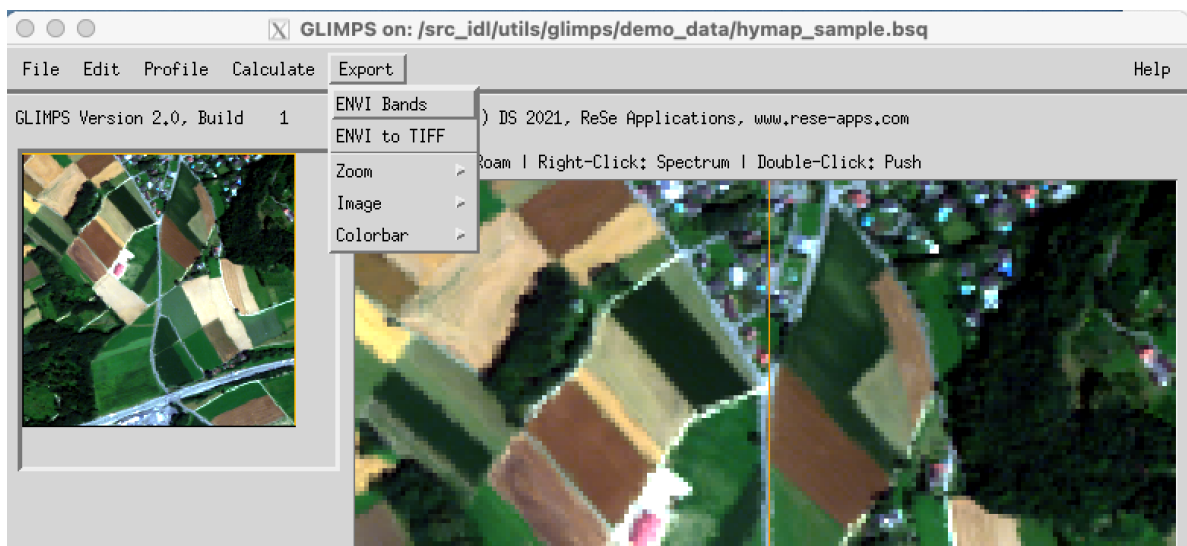 GLIMPS on: /src_idl/utils/glimps/demo_data/hymap_sample.bsq
File Edit Profile Calculate Export Help
GLIMPS Version 2.0, Build 1 ) DS 2021, ReSe Applications, www.rese-apps.com
ENVI Bands
ENVI to TIFF
Roam | Right-Click: Spectrum | Double-Click: Push
Zoom
Image
Colorbar